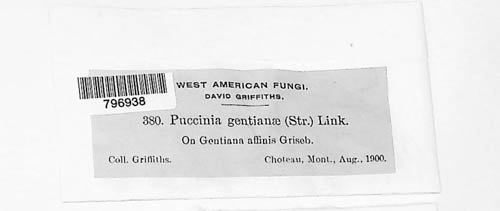 WEST AMERICAN FUNGI.
DAVID GRIFFITHS.
796938
380. Puccinia gentianæ (Str.) Link.
On Gentiana affinis Griseb.
Coll. Griffiths. Choteau, Mont., Aug., 1900.